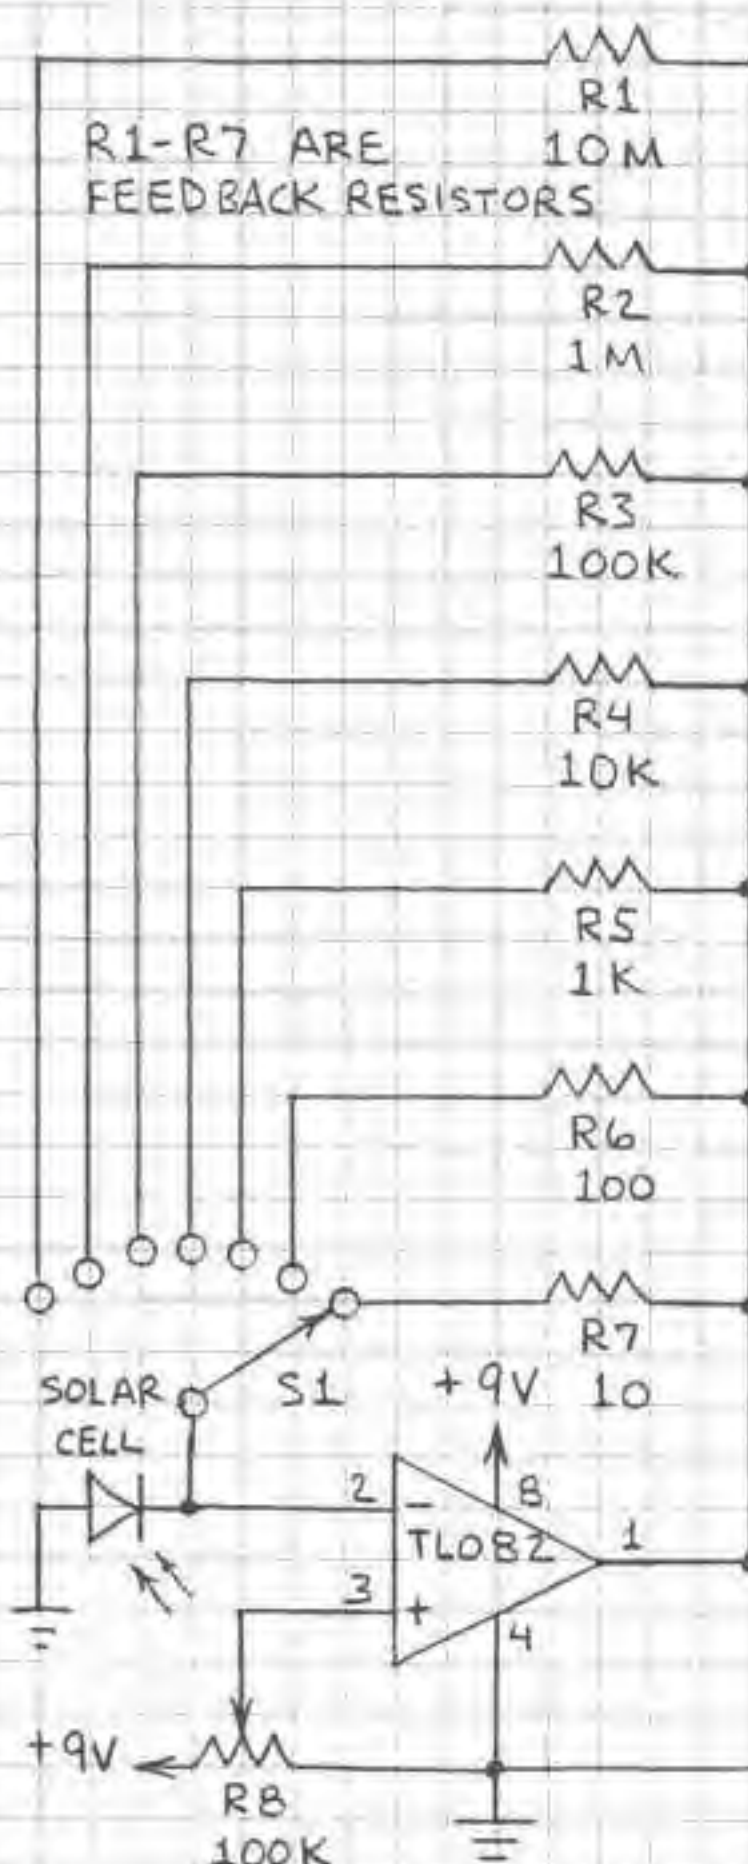 R1
10M
R1-R7 ARE
FEEDBACK RESISTORS
R2
1M
R3
100K
R4
10K
R5
1K
R6
100
R7
10
SOLAR
CELL
S1
+9V
2
-
8
TL082
1
3
+
4
+9V
R8
100K